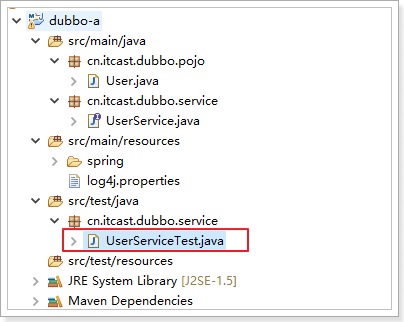 dubbo-a
src/main/java
cn.itcast.dubbo.pojo
User.java
cn.itcast.dubbo.service
UserService.java
src/main/resources
spring
log4j.properties
src/test/java
cn.itcast.dubbo.service
UserServiceTest.java
src/test/resources
JRE System Library [J2SE-1.5]
Maven Dependencies